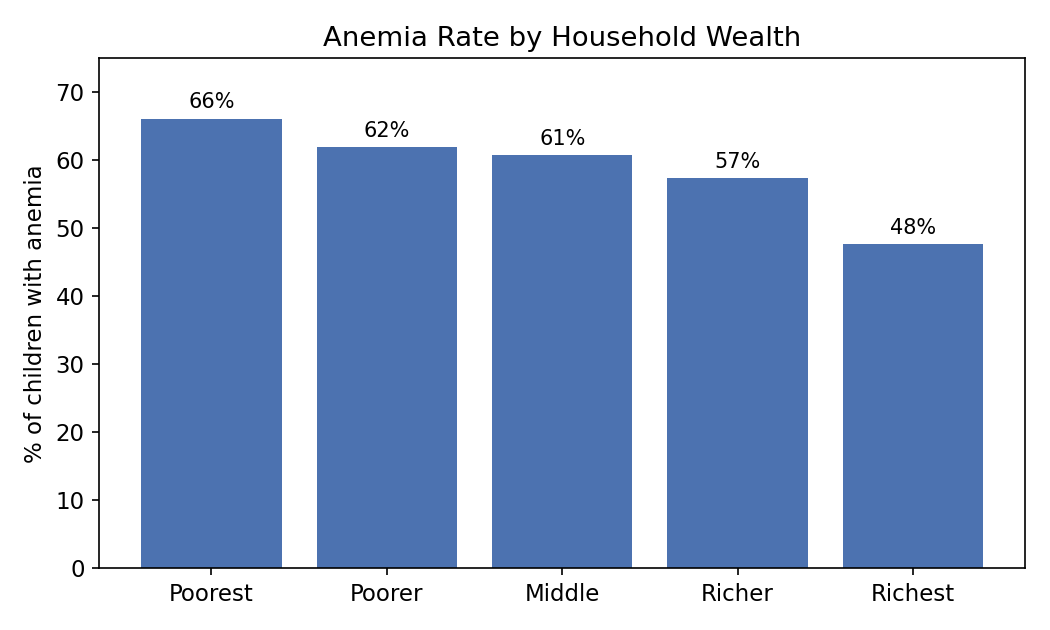 Anemia Rate by Household Wealth
% of children with anemia
70
60
50
40
30
20
10
0
66%
62%
61%
57%
48%
Poorest
Poorer
Middle
Richer
Richest